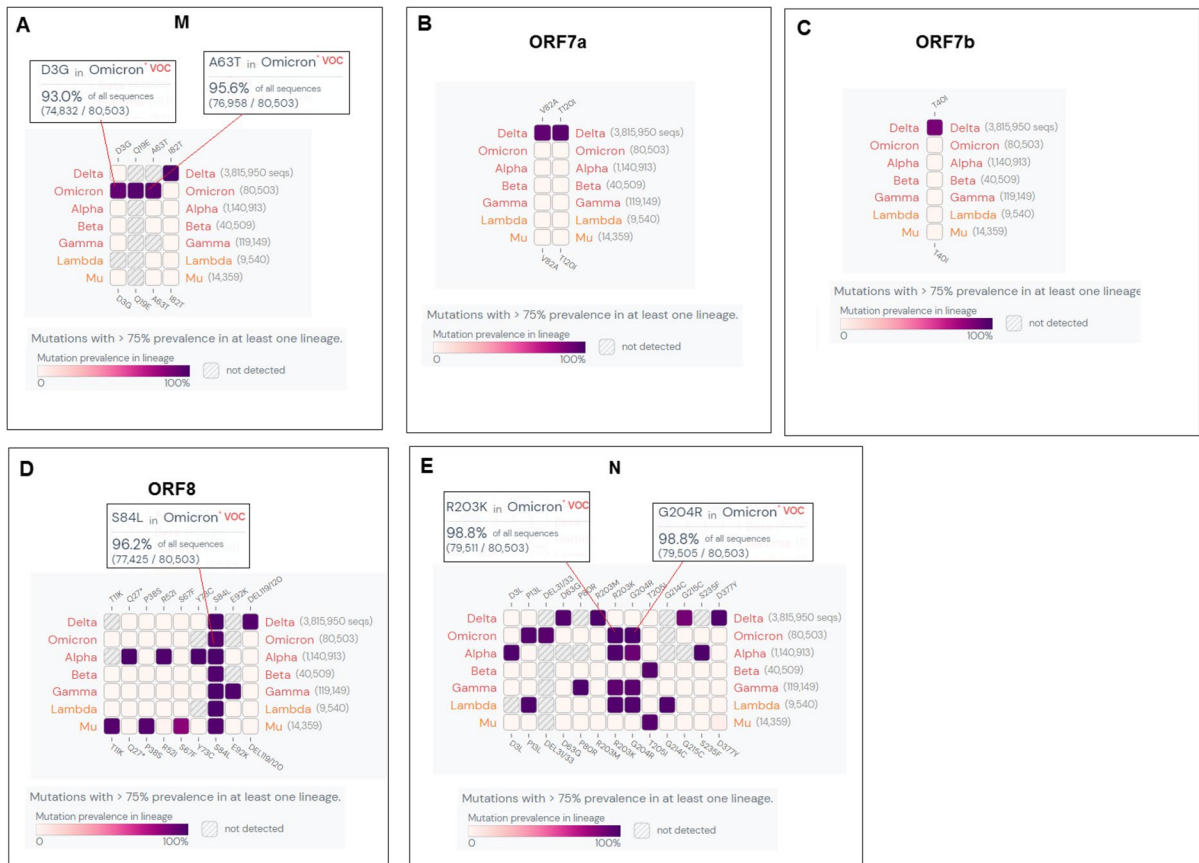 A
M
D3G in Omicron* VOC
93.0% of all sequences
(74,832 / 80,503)
A63T in Omicron* VOC
95.6% of all sequences
(76,958 / 80,503)
D3G Q19E A63T I82T
Delta Delta (3,815,950 seqs)
Omicron Omicron (80,503)
Alpha Alpha (1,140,913)
Beta Beta (40,509)
Gamma Gamma (119,149)
Lambda Lambda (9,540)
Mu Mu (14,359)
D3G Q19E A63T I82T
Mutations with > 75% prevalence in at least one lineage.
Mutation prevalence in lineage
0 100%
not detected
B
ORF7a
V82A T120I
Delta Delta (3,815,950 seqs)
Omicron Omicron (80,503)
Alpha Alpha (1,140,913)
Beta Beta (40,509)
Gamma Gamma (119,149)
Lambda Lambda (9,540)
Mu Mu (14,359)
V82A T120I
Mutations with > 75% prevalence in at least one lineage.
Mutation prevalence in lineage
0 100%
not detected
C
ORF7b
T40I
Delta Delta (3,815,950 seqs)
Omicron Omicron (80,503)
Alpha Alpha (1,140,913)
Beta Beta (40,509)
Gamma Gamma (119,149)
Lambda Lambda (9,540)
Mu Mu (14,359)
T40I
Mutations with > 75% prevalence in at least one lineage
Mutation prevalence in lineage
0 100%
not detected
D
ORF8
S84L in Omicron* VOC
96.2% of all sequences
(77,425 / 80,503)
T11K Q27* P38S R52I S67F Y73C S84L E92K DEL119/120
Delta Delta (3,815,950 seqs)
Omicron Omicron (80,503)
Alpha Alpha (1,140,913)
Beta Beta (40,509)
Gamma Gamma (119,149)
Lambda Lambda (9,540)
Mu Mu (14,359)
T11K Q27* P38S R52I S67F Y73C S84L E92K DEL119/120
Mutations with > 75% prevalence in at least one lineage.
Mutation prevalence in lineage
0 100%
not detected
E
N
R203K in Omicron* VOC
98.8% of all sequences
(79,511 / 80,503)
G204R in Omicron* VOC
98.8% of all sequences
(79,505 / 80,503)
D3L P13L DEL31/33 D63G P80R R203M R203K G204R T205I G214C G215C S235F D377Y
Delta Delta (3,815,950 seqs)
Omicron Omicron (80,503)
Alpha Alpha (1,140,913)
Beta Beta (40,509)
Gamma Gamma (119,149)
Lambda Lambda (9,540)
Mu Mu (14,359)
D3L P13L DEL31/33 D63G P80R R203M R203K G204R T205I G214C G215C S235F D377Y
Mutations with > 75% prevalence in at least one lineage.
Mutation prevalence in lineage
0 100%
not detected